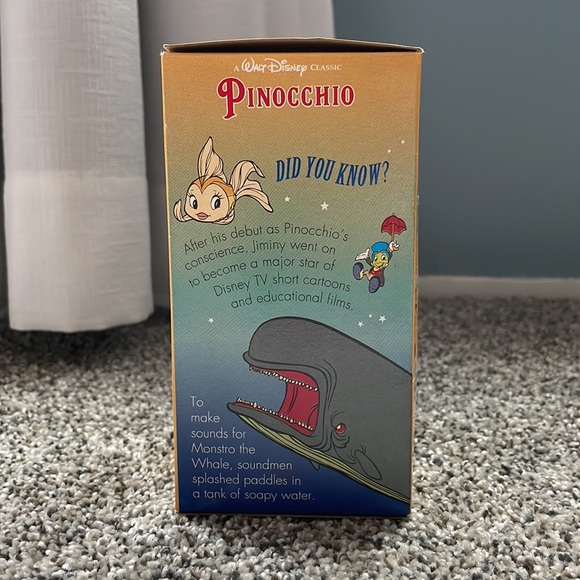 A WALT DISNEY CLASSIC
PINOCCHIO
DID YOU KNOW?
After his debut as Pinocchio's
conscience, Jiminy went on
to become a major star of
Disney TV short cartoons
and educational films.
To
make
sounds for
Monstro the
Whale, soundmen
splashed paddles in
a tank of soapy water.